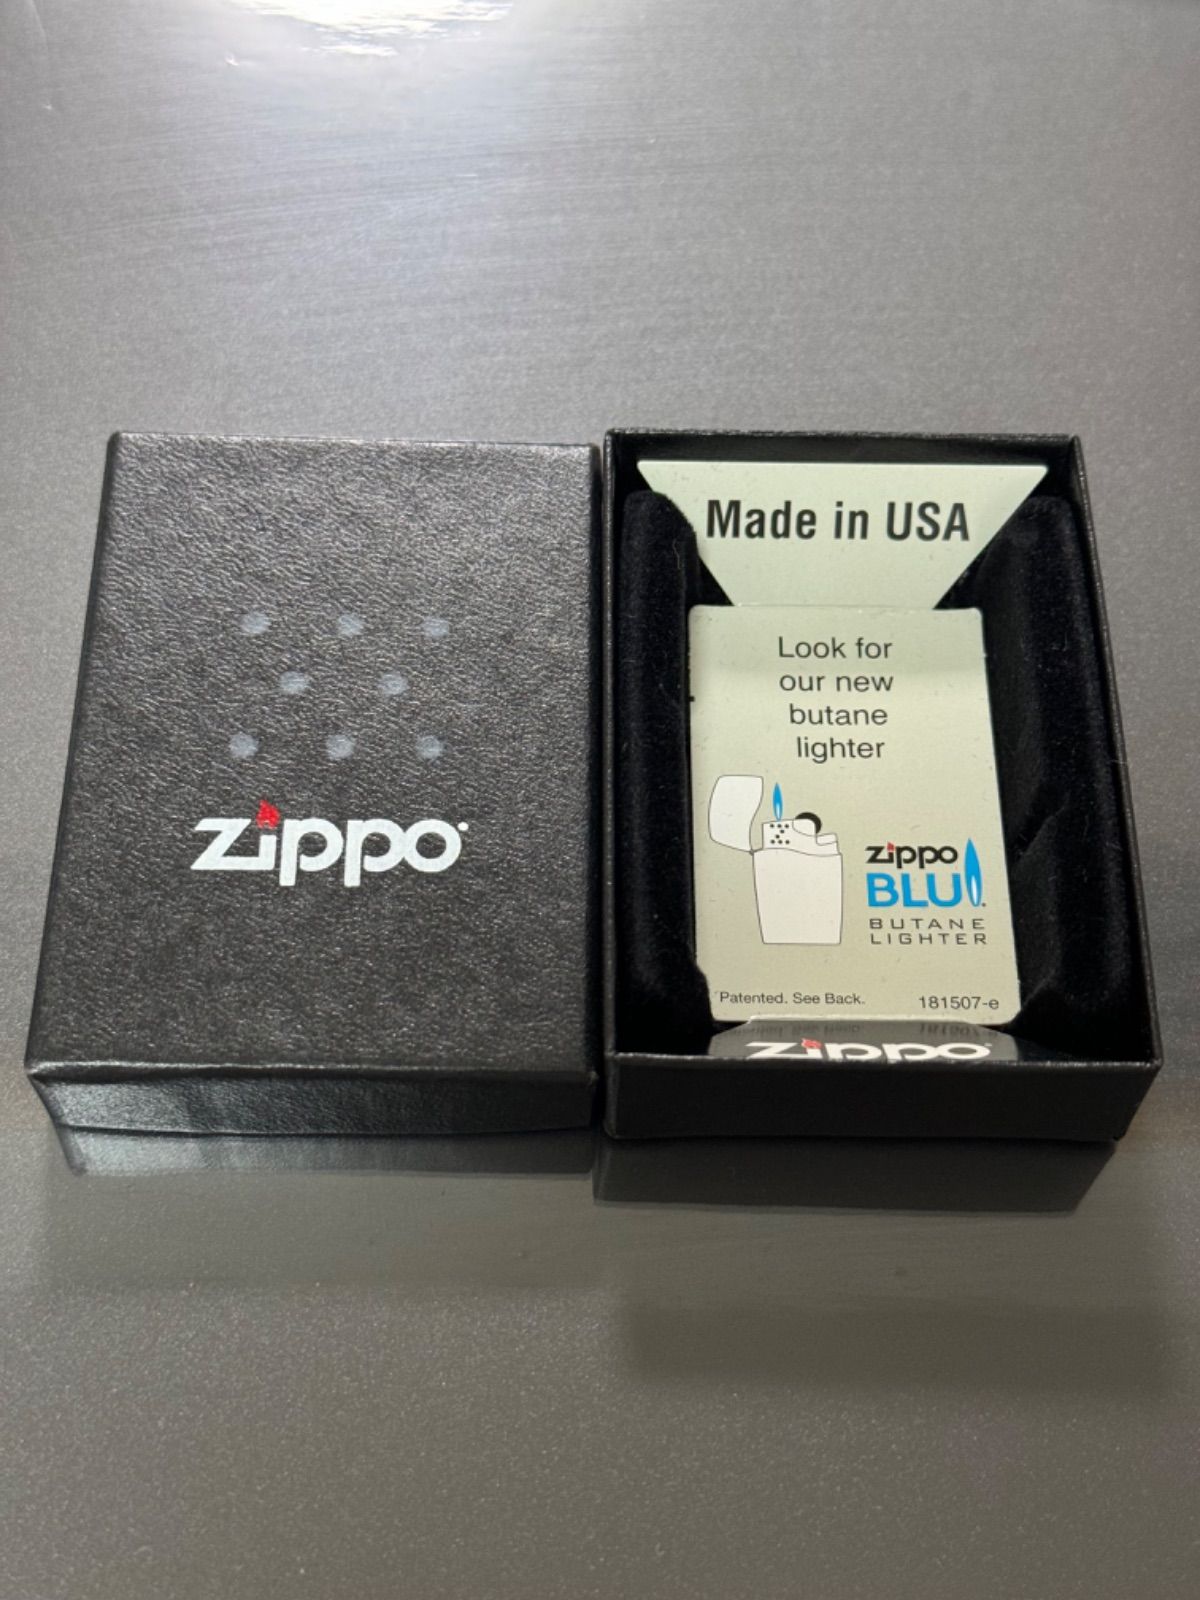 zippo
Made in USA
Look for
our new
butane
lighter
zippo
BLU
BUTANE
LIGHTER
Patented. See Back.
181507-e
zippo